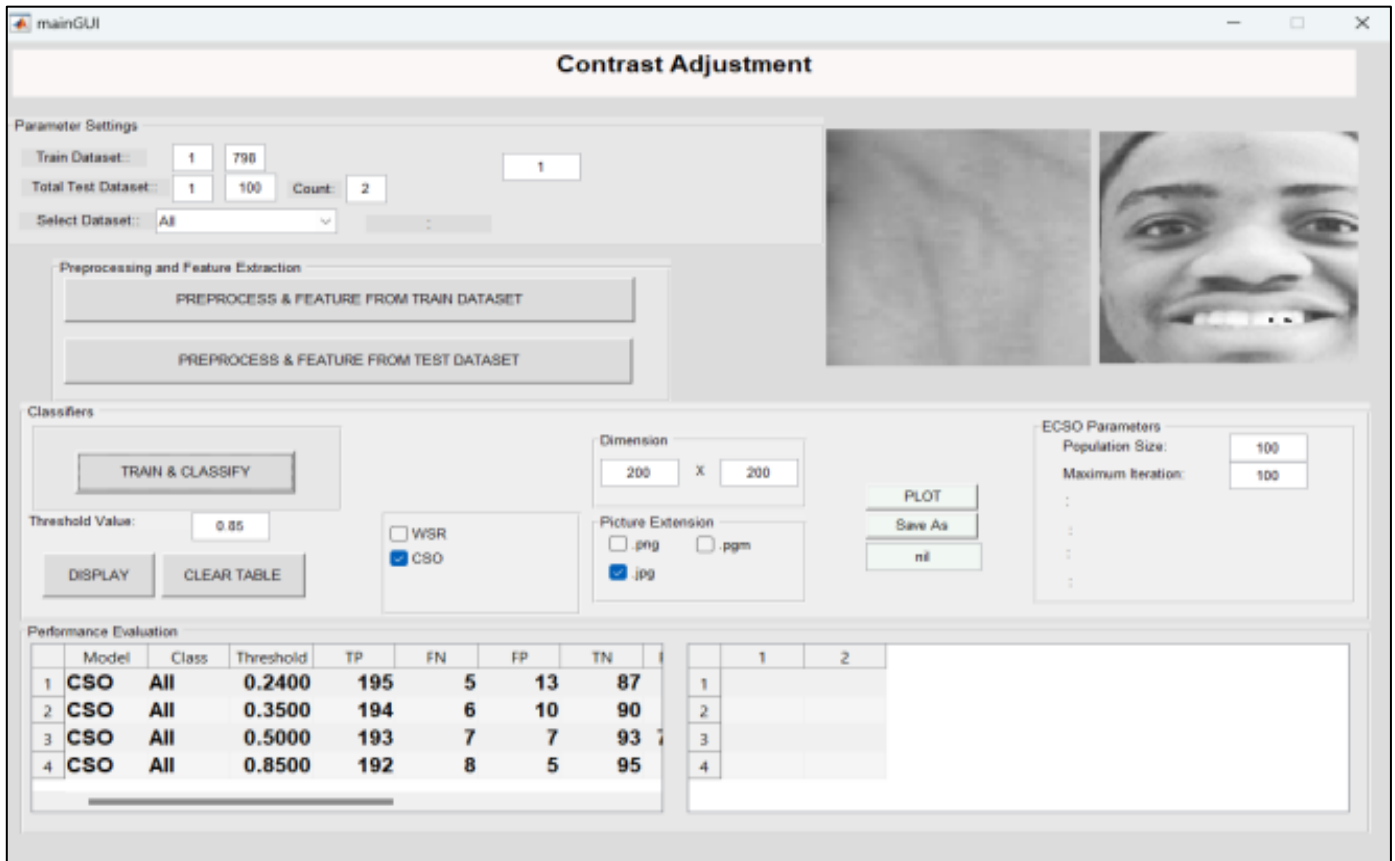 mainGUI
Contrast Adjustment
Parameter Settings
Train Dataset:: 1 798
1
Total Test Dataset:: 1 100 Count: 2
Select Dataset:: All
:
Preprocessing and Feature Extraction
PREPROCESS & FEATURE FROM TRAIN DATASET
PREPROCESS & FEATURE FROM TEST DATASET
Classifiers
TRAIN & CLASSIFY
Threshold Value: 0.85
DISPLAY CLEAR TABLE
WSR
CSO
Dimension
200 X 200
Picture Extension
.png .pgm
.jpg
PLOT
Save As
nil
ECSO Parameters
Population Size: 100
Maximum Iteration: 100
:
:
:
:
Performance Evaluation
Model Class Threshold TP FN FP TN
1 CSO All 0.2400 195 5 13 87
2 CSO All 0.3500 194 6 10 90
3 CSO All 0.5000 193 7 7 93
4 CSO All 0.8500 192 8 5 95
1 2
1
2
3
4